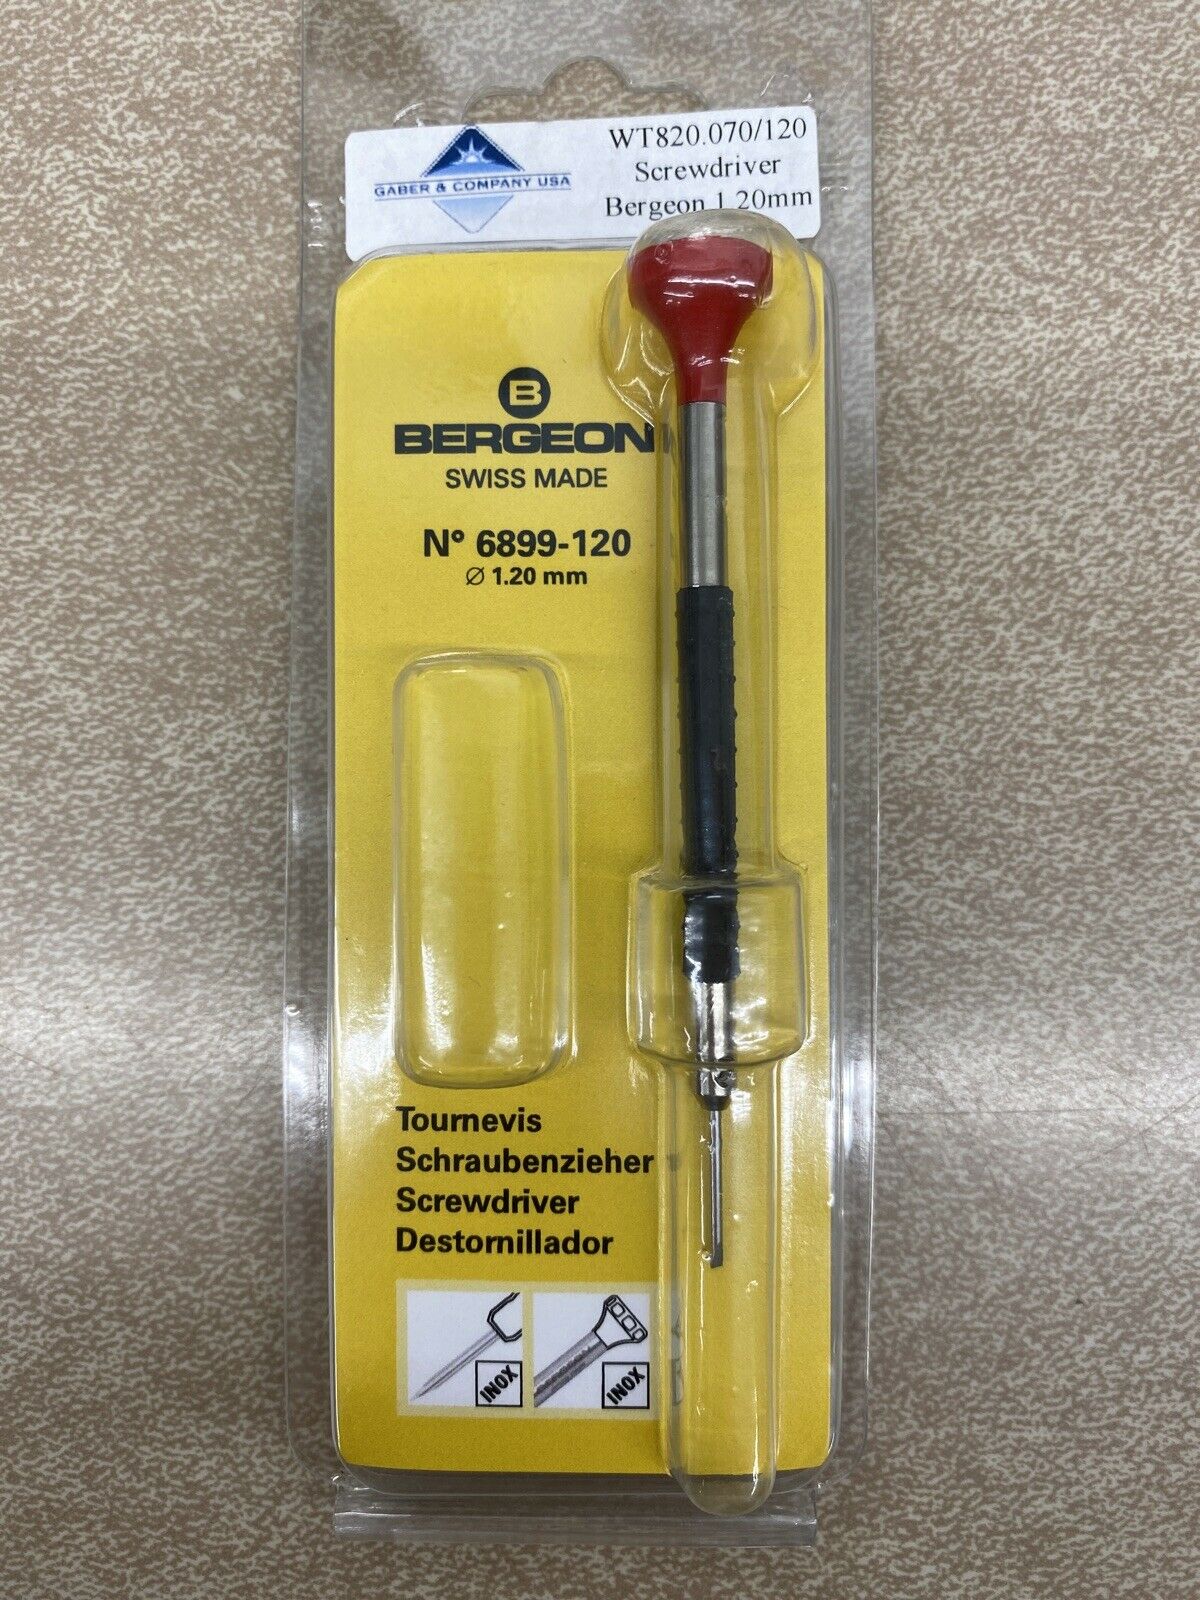 GABER & COMPANY USA
WT820.070/120
Screwdriver
Bergeon 1.20mm
B
BERGEON
SWISS MADE
N° 6899-120
Ø 1.20 mm
Tournevis
Schraubenzieher
Screwdriver
Destornillador
INOX
INOX